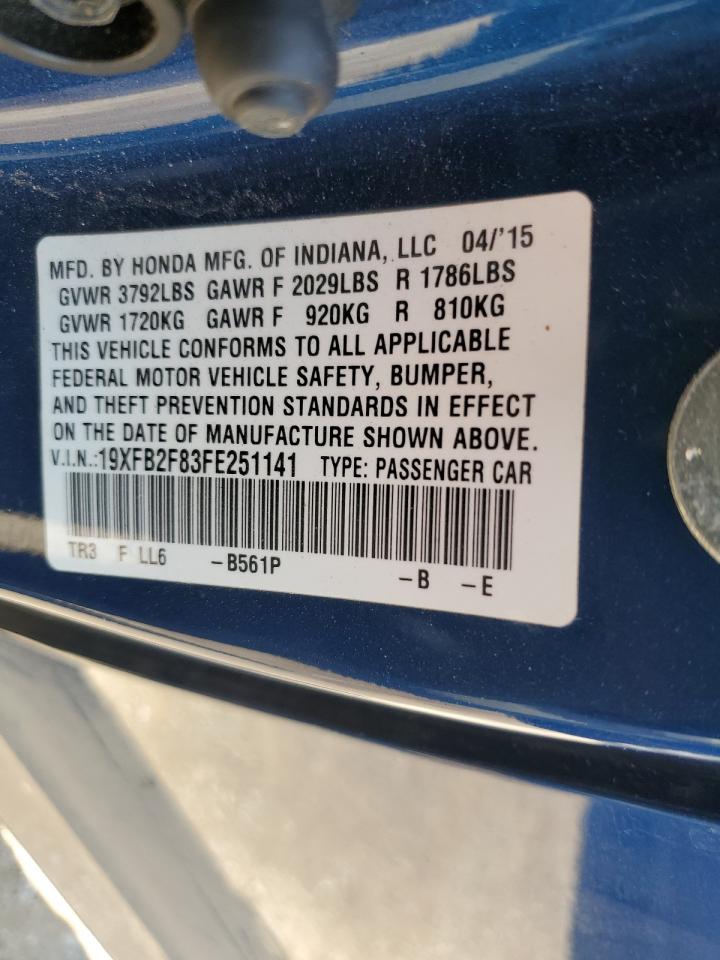 MFD. BY HONDA MFG. OF INDIANA, LLC 04/'15
GVWR 3792LBS GAWR F 2029LBS R 1786LBS
GVWR 1720KG GAWR F 920KG R 810KG
THIS VEHICLE CONFORMS TO ALL APPLICABLE
FEDERAL MOTOR VEHICLE SAFETY, BUMPER,
AND THEFT PREVENTION STANDARDS IN EFFECT
ON THE DATE OF MANUFACTURE SHOWN ABOVE.
V.I.N.:19XFB2F83FE251141 TYPE: PASSENGER CAR
TR3 F LL6 -B561P -B -E